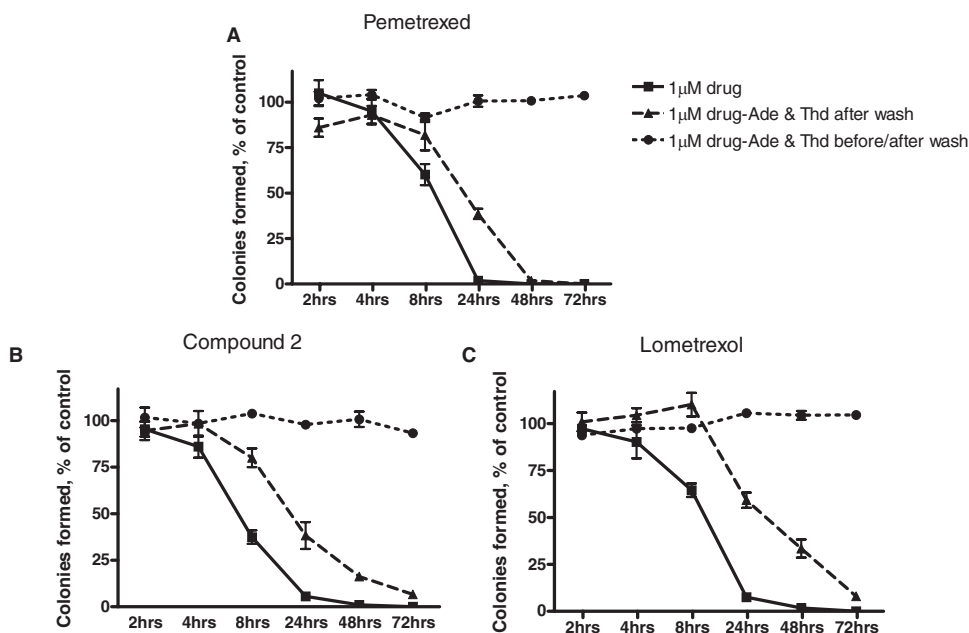 Pemetrexed
A
Colonies formed, % of control
100
75
50
25
0
2hrs 4hrs 8hrs 24hrs 48hrs 72hrs
1μM drug
1μM drug-Ade & Thd after wash
1μM drug-Ade & Thd before/after wash
Compound 2
B
Colonies formed, % of control
100
75
50
25
0
2hrs 4hrs 8hrs 24hrs 48hrs 72hrs
Lometrexol
C
Colonies formed, % of control
100
75
50
25
0
2hrs 4hrs 8hrs 24hrs 48hrs 72hrs